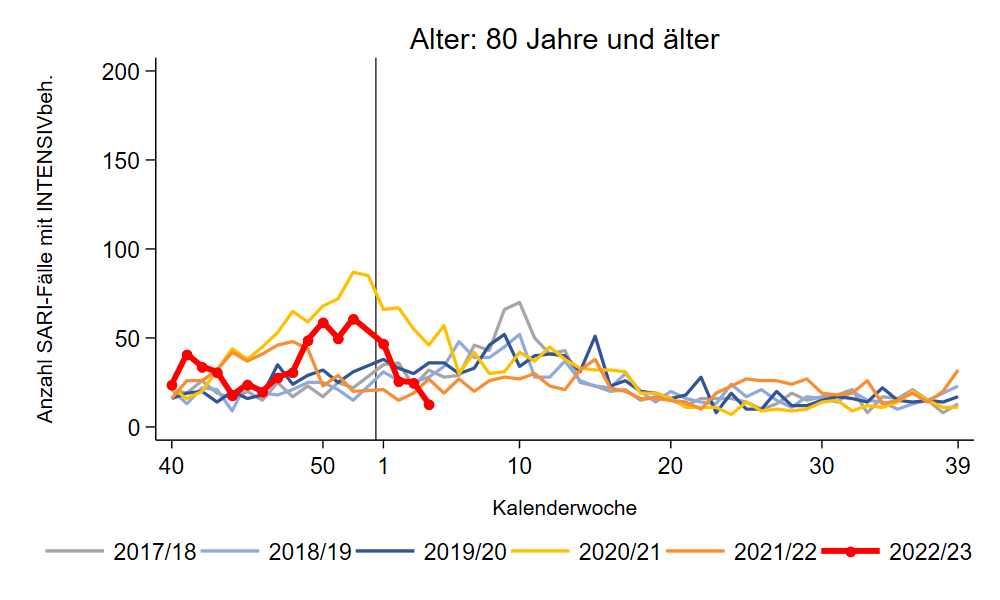 Alter: 80 Jahre und älter
Anzahl SARI-Fälle mit INTENSIVbeh.
200
150
100
50
0
40 50 1 10 20 30 39
Kalenderwoche
2017/18 2018/19 2019/20 2020/21 2021/22 2022/23